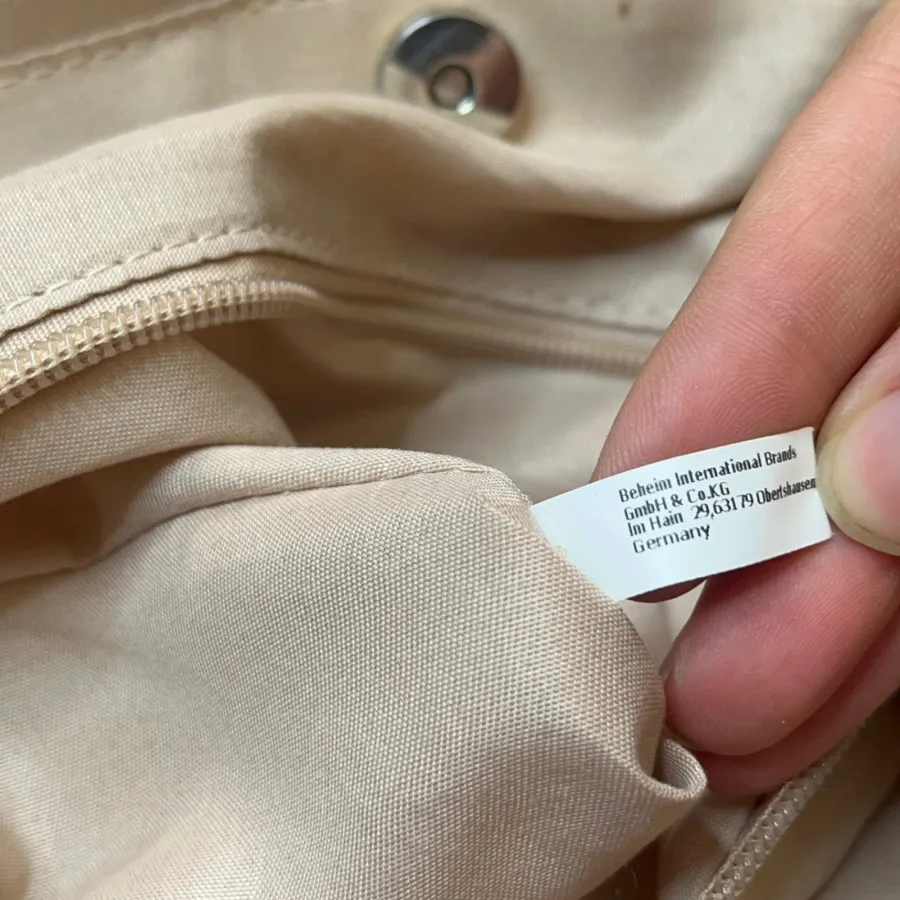 Beheim International Brands
GmbH & Co.KG
Im Hain 29,63179 Obertshausen
Germany